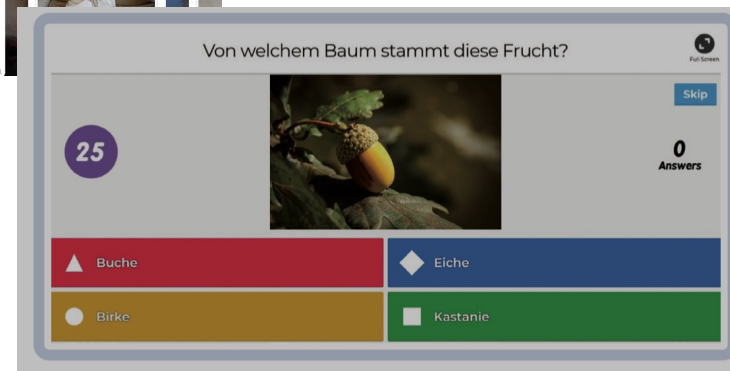 Von welchem Baum stammt diese Frucht?
Full Screen
Skip
25
0
Answers
Buche
Eiche
Birke
Kastanie